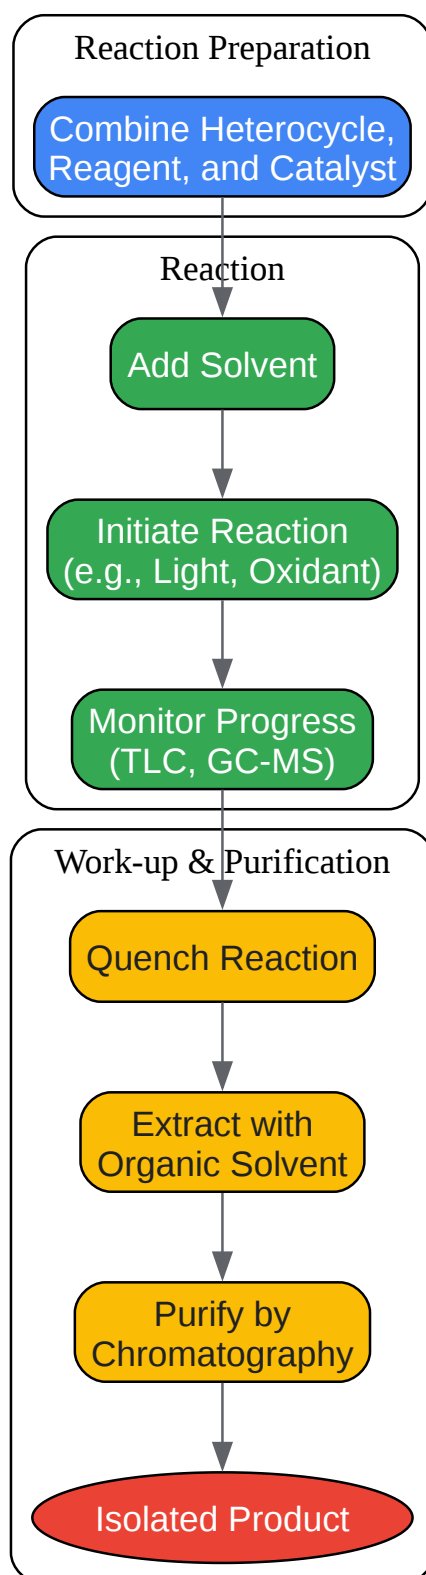 Reaction Preparation
Combine Heterocycle,
Reagent, and Catalyst
Reaction
Add Solvent
Initiate Reaction
(e.g., Light, Oxidant)
Monitor Progress
(TLC, GC-MS)
Work-up & Purification
Quench Reaction
Extract with
Organic Solvent
Purify by
Chromatography
Isolated Product